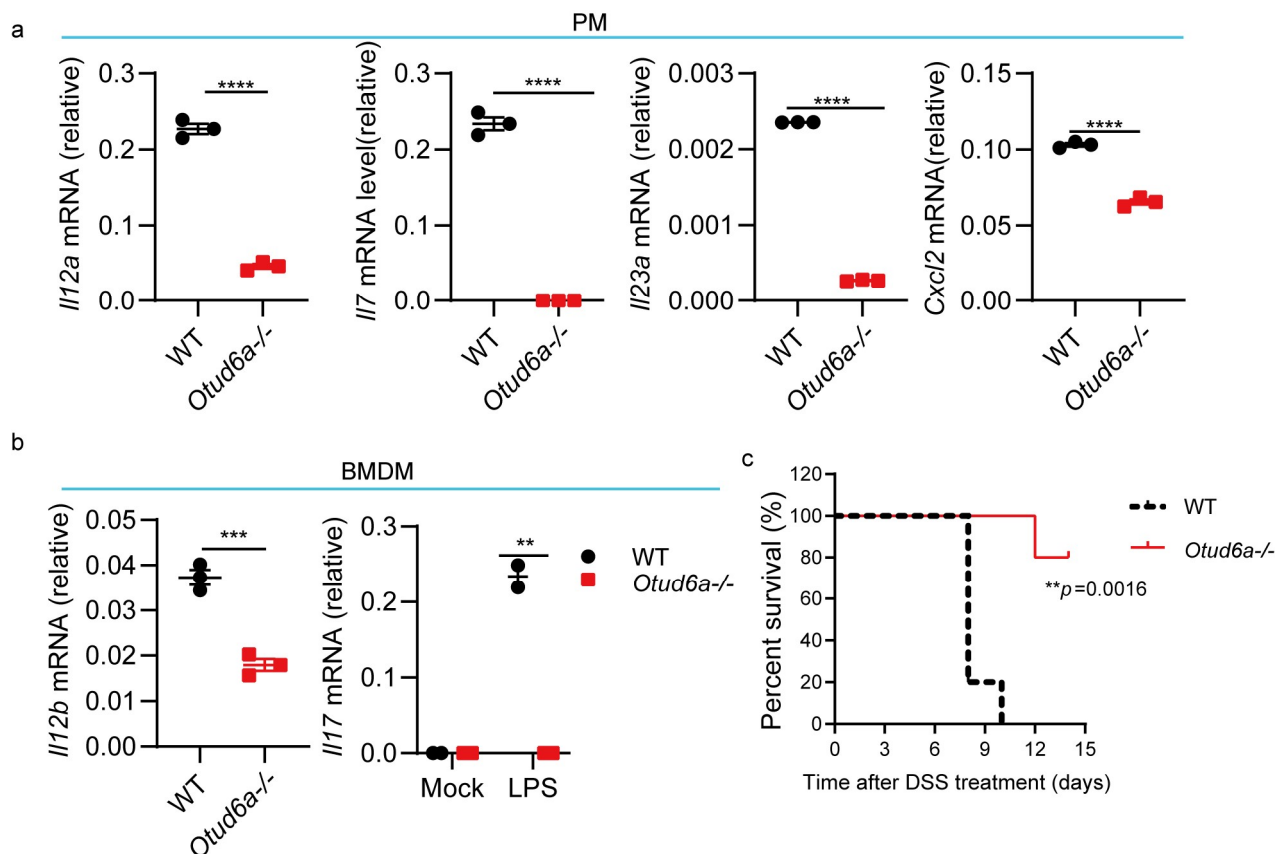 a
PM
Il12a mRNA (relative)
0.3
0.2
0.1
0.0
****
WT
Otud6a-/-
Il7 mRNA level(relative)
0.3
0.2
0.1
0.0
****
WT
Otud6a-/-
Il23a mRNA (relative)
0.003
0.002
0.001
0.000
****
WT
Otud6a-/-
Cxcl2 mRNA(relative)
0.15
0.10
0.05
0.00
****
WT
Otud6a-/-
b
BMDM
Il12b mRNA (relative)
0.05
0.04
0.03
0.02
0.01
0.00
***
WT
Otud6a-/-
Il17 mRNA (relative)
0.3
0.2
0.1
0.0
**
Mock
LPS
WT
Otud6a-/-
c
Percent survival (%)
120
100
80
60
40
20
0
0 3 6 9 12 15
Time after DSS treatment (days)
WT
Otud6a-/-
**p=0.0016